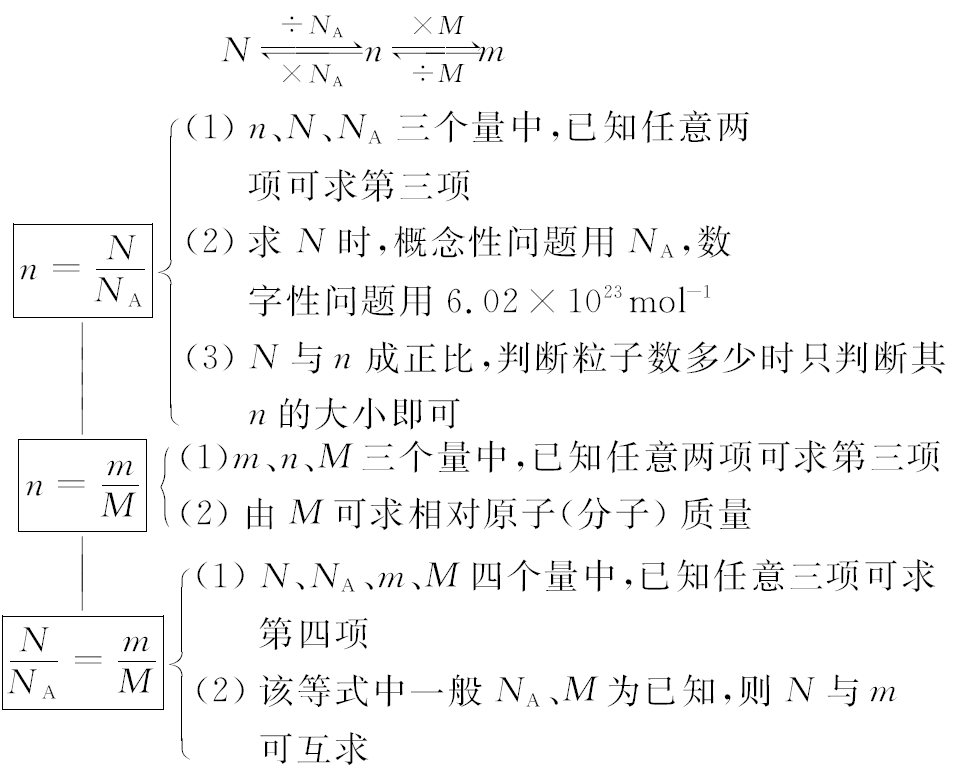 ÷N_A ×M
N ⇌ n ⇌ m
×N_A ÷M
(1) n、N、N_A 三个量中,已知任意两
项可求第三项
(2) 求 N 时,概念性问题用 N_A,数
字性问题用 6.02×10²³mol⁻¹
(3) N 与 n 成正比,判断粒子数多少时只判断其
n 的大小即可
n = N/N_A
(1)m、n、M 三个量中,已知任意两项可求第三项
(2) 由 M 可求相对原子(分子) 质量
n = m/M
(1) N、N_A、m、M 四个量中,已知任意三项可求
第四项
(2) 该等式中一般 N_A、M 为已知,则 N 与 m
可互求
N/N_A = m/M